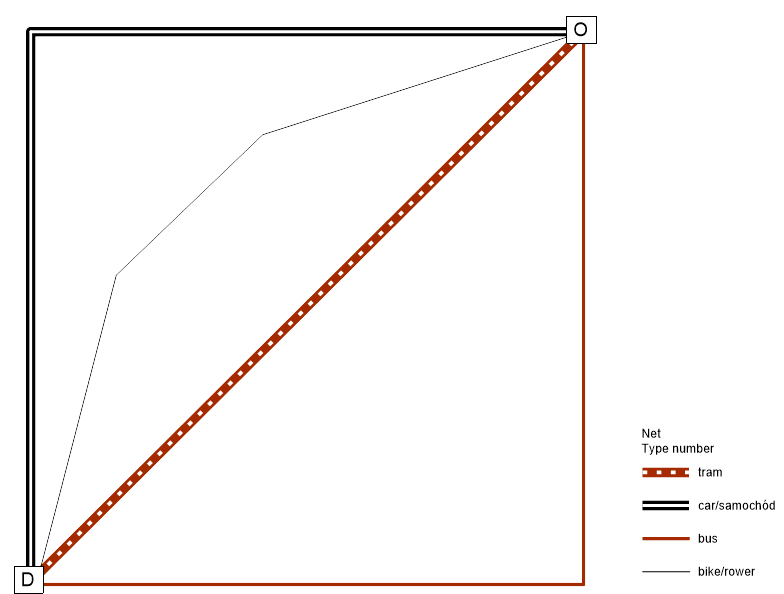 O
D
Net
Type number
tram
car/samochód
bus
bike/rower